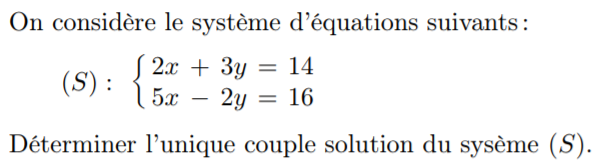 On considère le système d'équations suivants :
(S) : { 2x + 3y = 14
5x − 2y = 16
Déterminer l'unique couple solution du sysème (S).